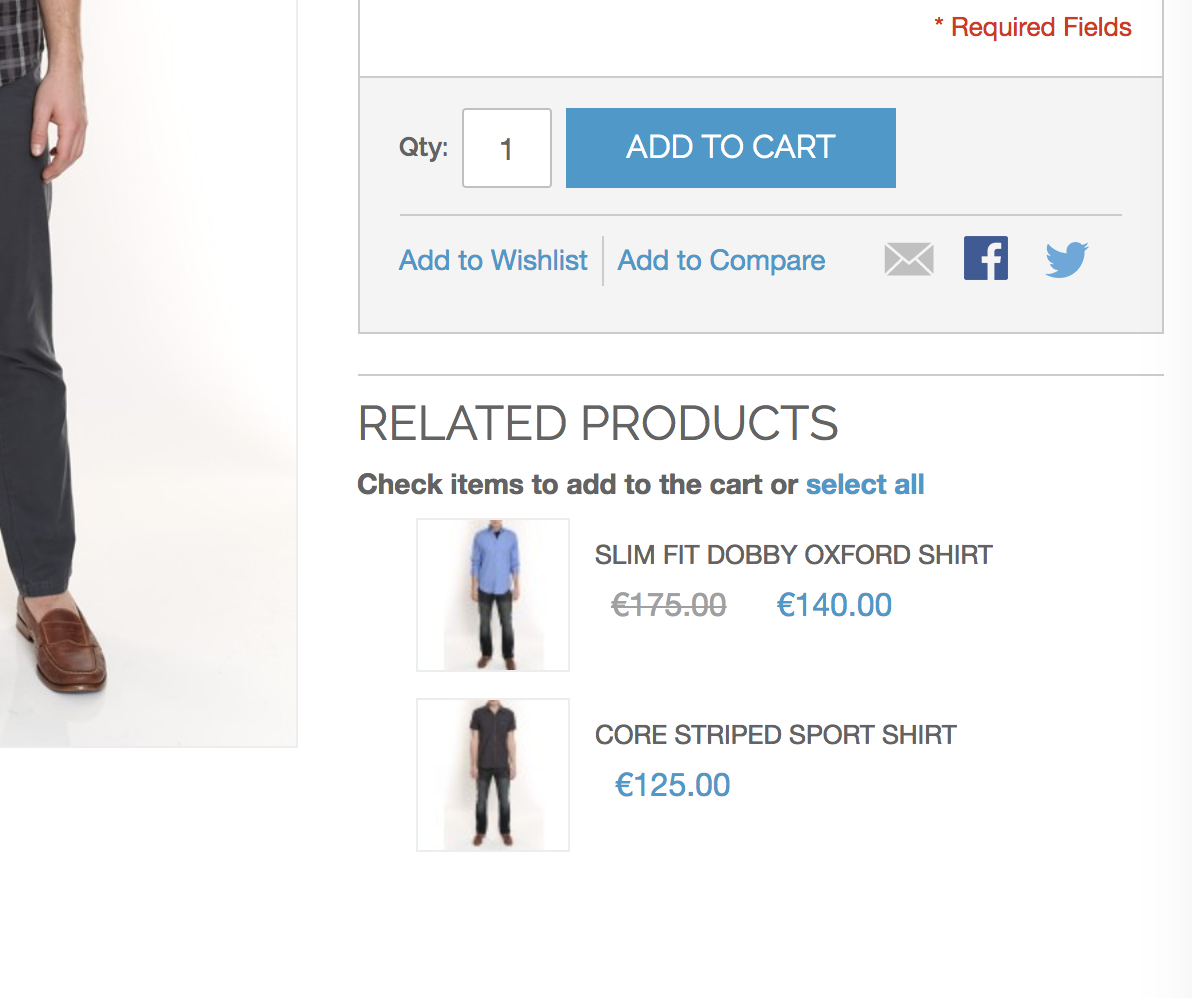 * Required Fields
Qty: 1 ADD TO CART
Add to Wishlist Add to Compare
RELATED PRODUCTS
Check items to add to the cart or select all
SLIM FIT DOBBY OXFORD SHIRT
€175.00 €140.00
CORE STRIPED SPORT SHIRT
€125.00